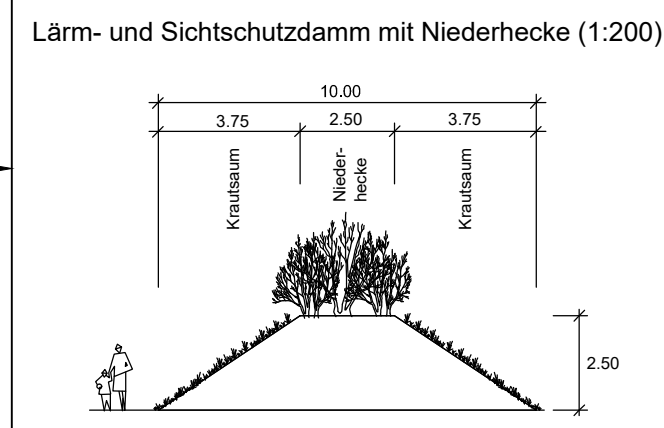 Lärm- und Sichtschutzdamm mit Niederhecke (1:200)
10.00
3.75
2.50
3.75
Krautsaum
Nieder-
hecke
Krautsaum
2.50